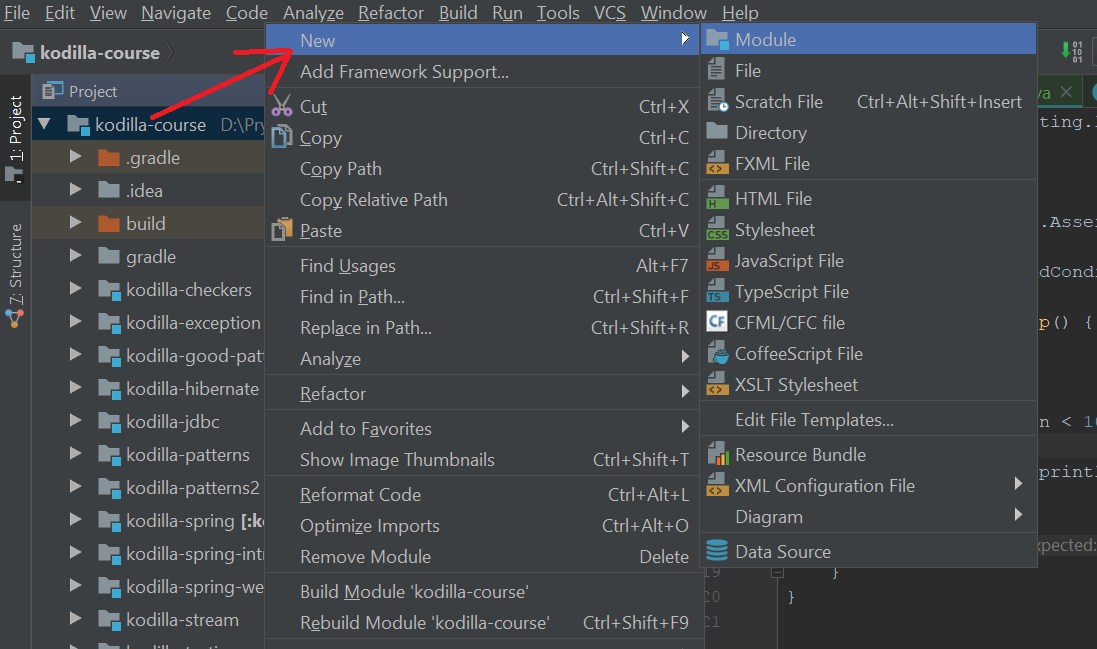 File Edit View Navigate Code Analyze Refactor Build Run Tools VCS Window Help
kodilla-course
1: Project
7: Structure
Project
kodilla-course D:\Pry
.gradle
.idea
build
gradle
kodilla-checkers
kodilla-exception
kodilla-good-pat
kodilla-hibernate
kodilla-jdbc
kodilla-patterns
kodilla-patterns2
kodilla-spring [:k
kodilla-spring-int
kodilla-spring-we
kodilla-stream
New
Add Framework Support...
Cut Ctrl+X
Copy Ctrl+C
Copy Path Ctrl+Shift+C
Copy Relative Path Ctrl+Alt+Shift+C
Paste Ctrl+V
Find Usages Alt+F7
Find in Path... Ctrl+Shift+F
Replace in Path... Ctrl+Shift+R
Analyze
Refactor
Add to Favorites
Show Image Thumbnails Ctrl+Shift+T
Reformat Code Ctrl+Alt+L
Optimize Imports Ctrl+Alt+O
Remove Module Delete
Build Module 'kodilla-course'
Rebuild Module 'kodilla-course' Ctrl+Shift+F9
Module
File
Scratch File Ctrl+Alt+Shift+Insert
Directory
FXML File
HTML File
Stylesheet
JavaScript File
TypeScript File
CFML/CFC file
CoffeeScript File
XSLT Stylesheet
Edit File Templates...
Resource Bundle
XML Configuration File
Diagram
Data Source
va
ting.
.Asser
dCondi
p() {
n < 10
print
xpected:
19 }
20 }
21